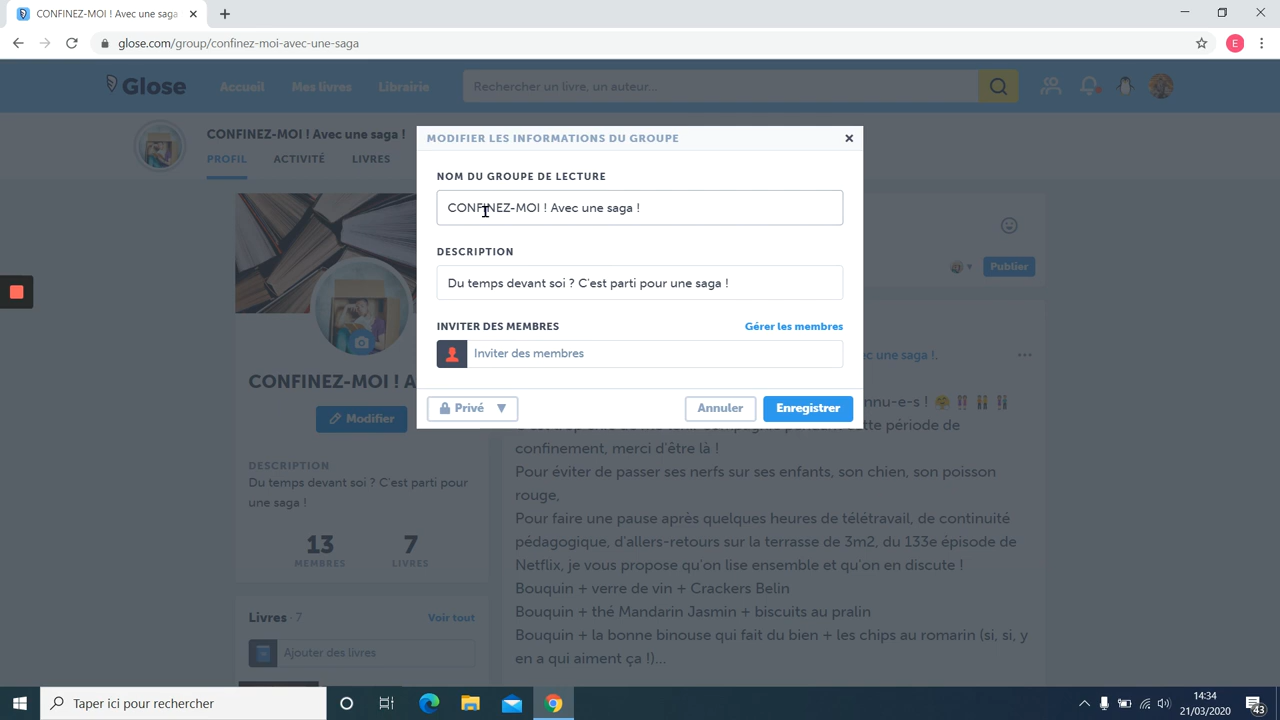 CONFINEZ-MOI ! Avec une saga
glose.com/group/confinez-moi-avec-une-saga
E
Glose
Accueil
Mes livres
Librairie
Rechercher un livre, un auteur...
CONFINEZ-MOI ! Avec une saga !
PROFIL
ACTIVITÉ
LIVRES
MODIFIER LES INFORMATIONS DU GROUPE
NOM DU GROUPE DE LECTURE
CONFINEZ-MOI ! Avec une saga !
DESCRIPTION
Du temps devant soi ? C'est parti pour une saga !
INVITER DES MEMBRES
Gérer les membres
Inviter des membres
Privé
Annuler
Enregistrer
Publier
ec une saga !,
CONFINEZ-MOI ! A
Modifier
DESCRIPTION
Du temps devant soi ? C'est parti pour
une saga !
13
MEMBRES
7
LIVRES
Livres · 7
Voir tout
Ajouter des livres
nnu-e-s !
confinement, merci d'être là !
Pour éviter de passer ses nerfs sur ses enfants, son chien, son poisson
rouge,
Pour faire une pause après quelques heures de télétravail, de continuité
pédagogique, d'allers-retours sur la terrasse de 3m2, du 133e épisode de
Netflix, je vous propose qu'on lise ensemble et qu'on en discute !
Bouquin + verre de vin + Crackers Belin
Bouquin + thé Mandarin Jasmin + biscuits au pralin
Bouquin + la bonne binouse qui fait du bien + les chips au romarin (si, si, y
en a qui aiment ça !)...
Taper ici pour rechercher
14:34
21/03/2020
43